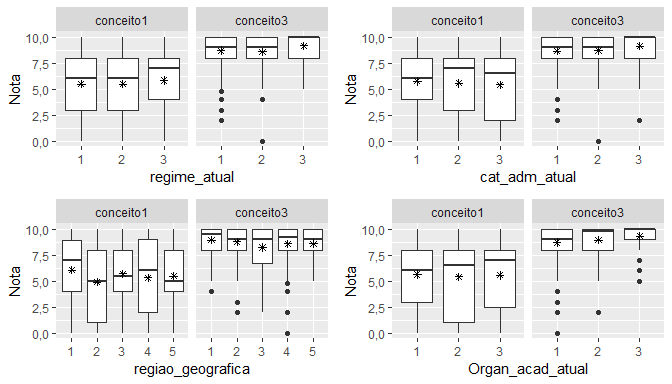 conceito1 conceito3
10,0
7,5
5,0
2,5
0,0
Nota
1 2 3 1 2 3
regime_atual
conceito1 conceito3
10,0
7,5
5,0
2,5
0,0
Nota
1 2 3 1 2 3
cat_adm_atual
conceito1 conceito3
10,0
7,5
5,0
2,5
0,0
Nota
1 2 3 4 5 1 2 3 4 5
regiao_geografica
conceito1 conceito3
10,0
7,5
5,0
2,5
0,0
Nota
1 2 3 1 2 3
Organ_acad_atual